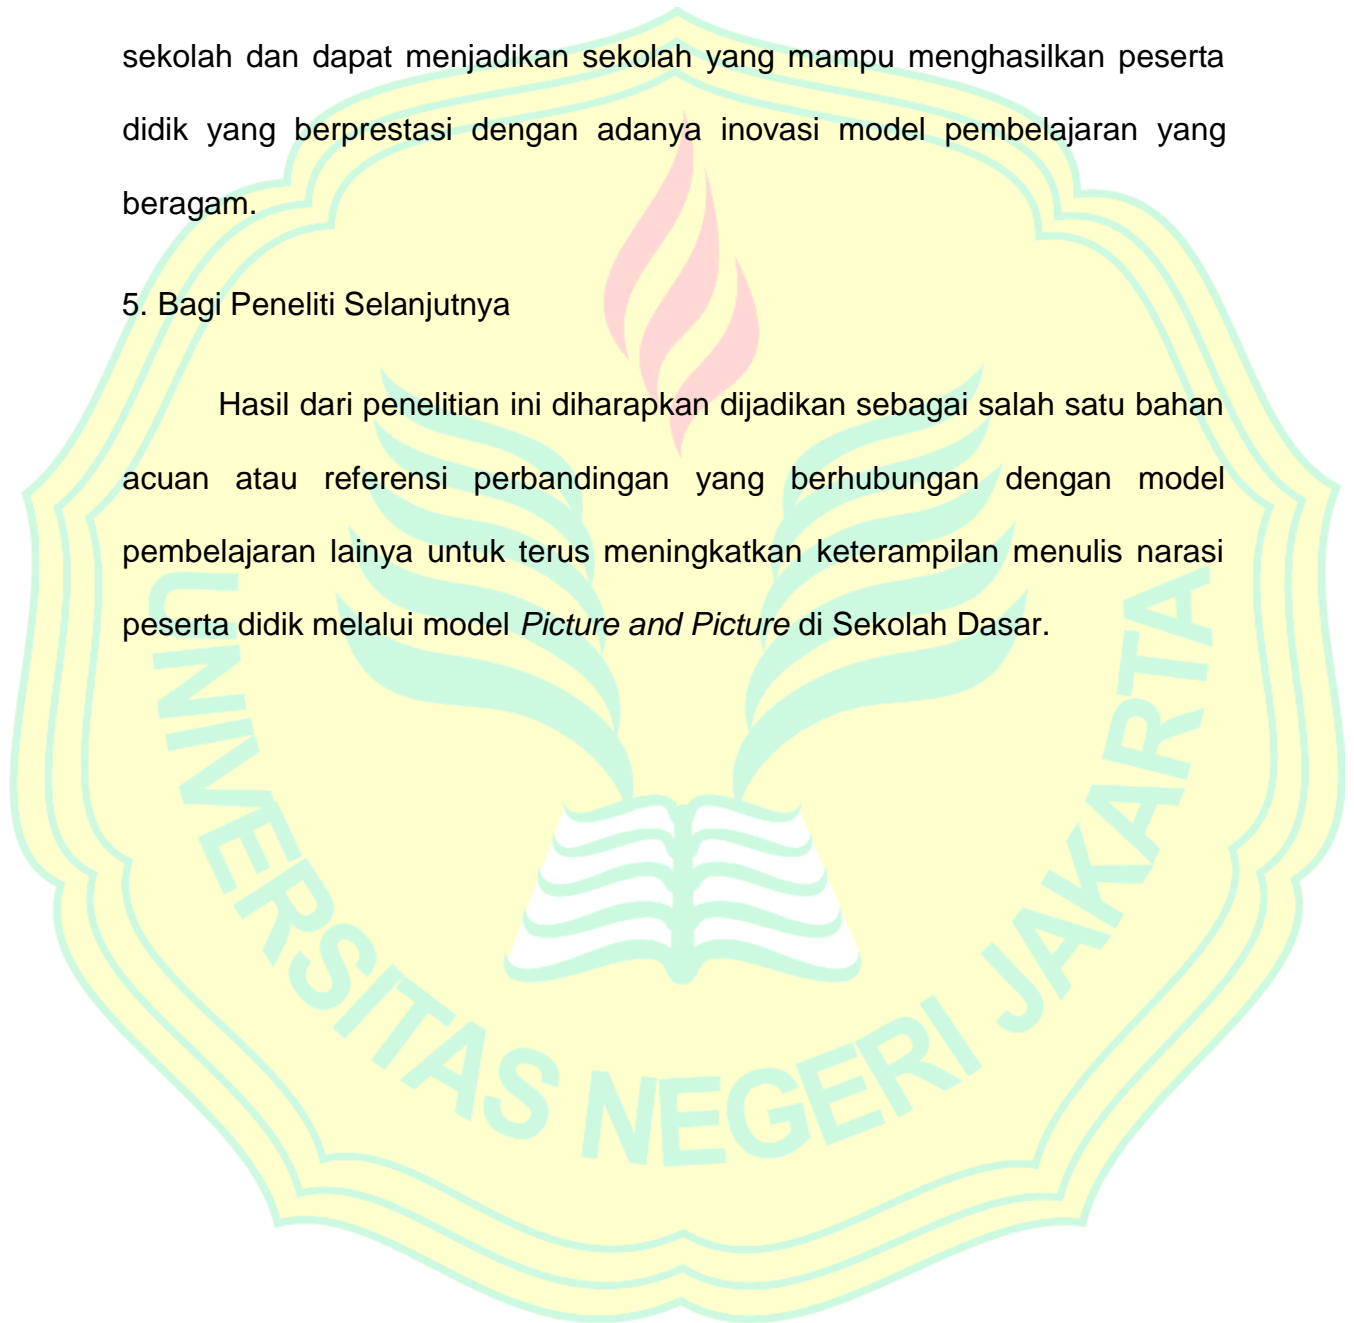 sekolah dan dapat menjadikan sekolah yang mampu menghasilkan peserta
didik yang berprestasi dengan adanya inovasi model pembelajaran yang
beragam.
5. Bagi Peneliti Selanjutnya
Hasil dari penelitian ini diharapkan dijadikan sebagai salah satu bahan
acuan atau referensi perbandingan yang berhubungan dengan model
pembelajaran lainya untuk terus meningkatkan keterampilan menulis narasi
peserta didik melalui model Picture and Picture di Sekolah Dasar.
UNIVERSITAS NEGERI JAKARTA